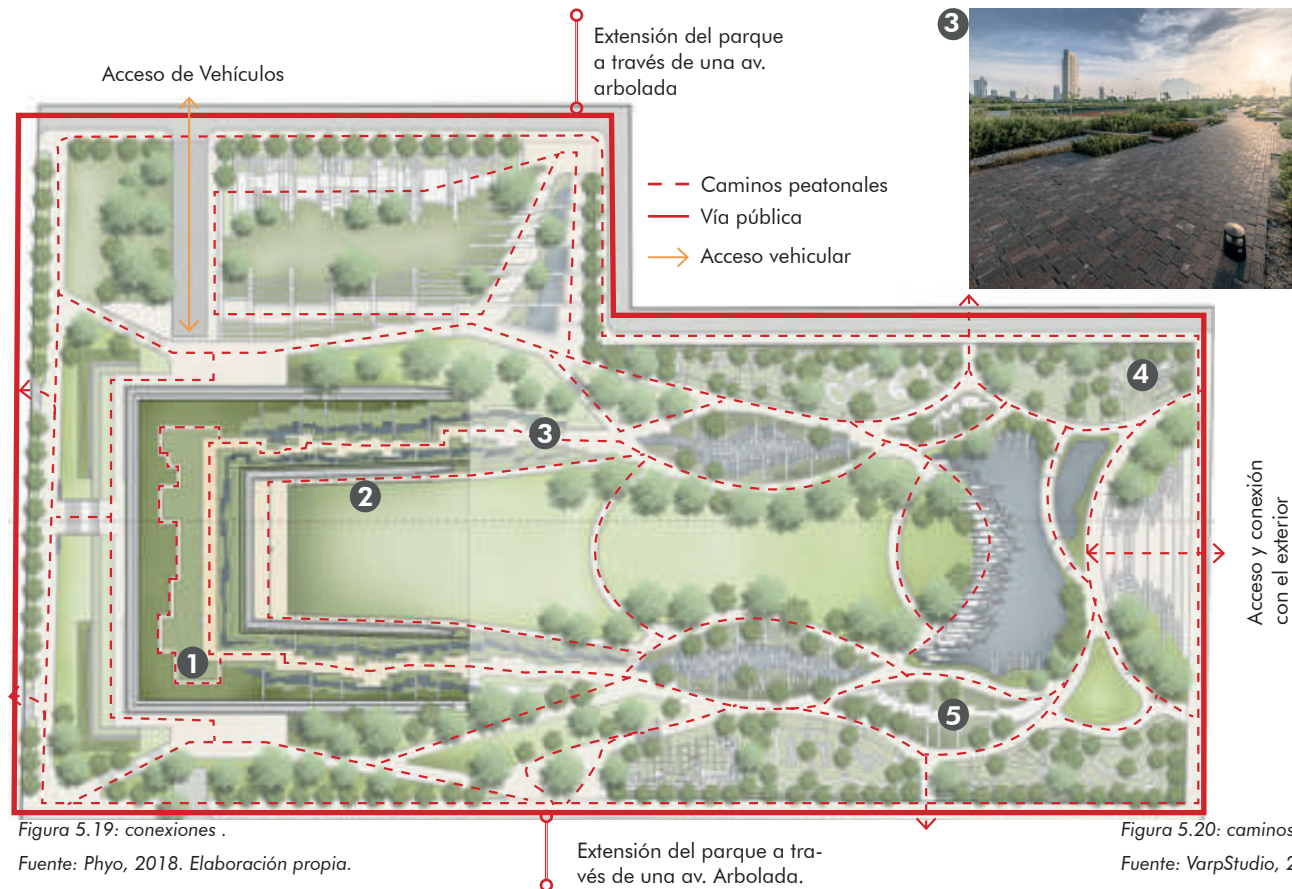 3
Extensión del parque
a través de una av.
arbolada
Acceso de Vehículos
Caminos peatonales
Vía pública
Acceso vehicular
4
3
2
1
5
Acceso y conexión
con el exterior
Figura 5.19: conexiones .
Fuente: Phyo, 2018. Elaboración propia.
Extensión del parque a tra-
vés de una av. Arbolada.
Figura 5.20: caminos
Fuente: VarpStudio, 2